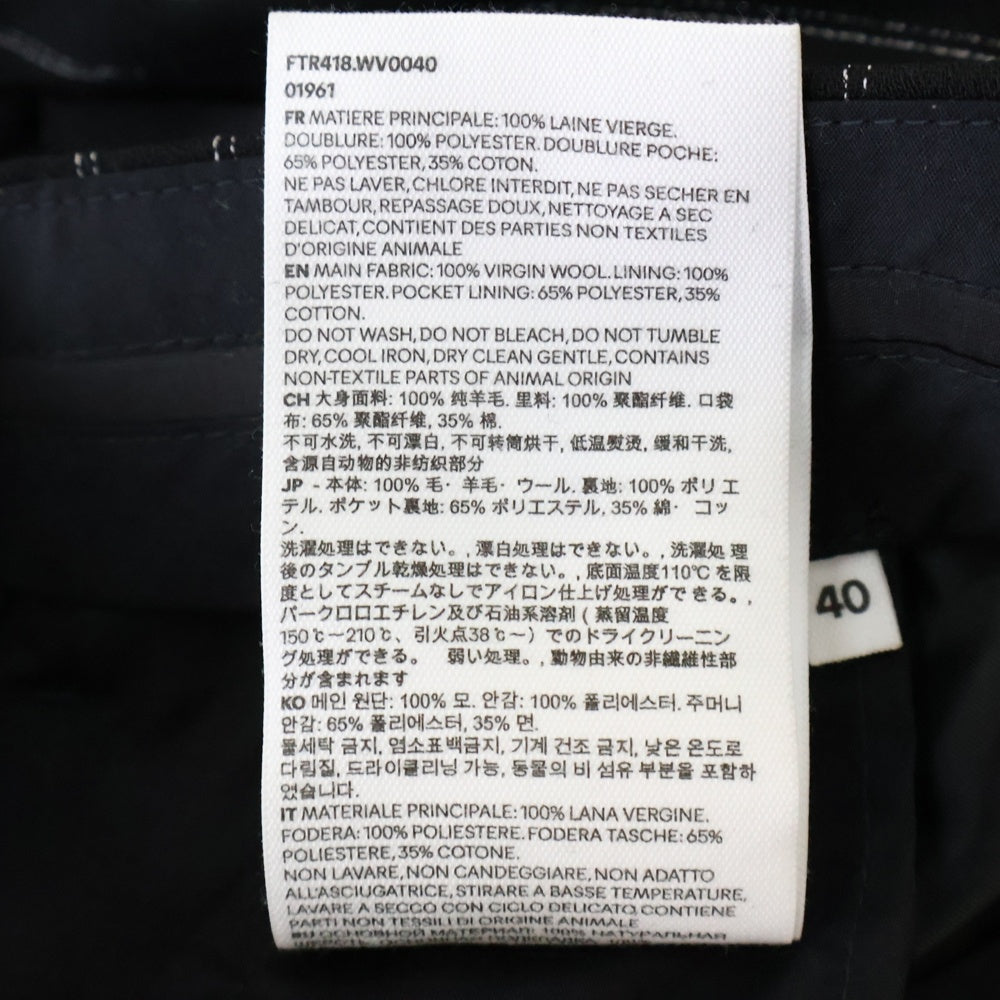 FTR418.WV0040
01961
FR MATIERE PRINCIPALE: 100% LAINE VIERGE.
DOUBLURE: 100% POLYESTER. DOUBLURE POCHE:
65% POLYESTER, 35% COTON.
NE PAS LAVER, CHLORE INTERDIT, NE PAS SECHER EN
TAMBOUR, REPASSAGE DOUX, NETTOYAGE A SEC
DELICAT, CONTIENT DES PARTIES NON TEXTILES
D'ORIGINE ANIMALE
EN MAIN FABRIC: 100% VIRGIN WOOL. LINING: 100%
POLYESTER. POCKET LINING: 65% POLYESTER, 35%
COTTON.
DO NOT WASH, DO NOT BLEACH, DO NOT TUMBLE
DRY, COOL IRON, DRY CLEAN GENTLE, CONTAINS
NON-TEXTILE PARTS OF ANIMAL ORIGIN
CH 大身面料: 100% 纯羊毛. 里料: 100% 聚酯纤维. 口袋
布: 65% 聚酯纤维, 35% 棉.
不可水洗, 不可漂白, 不可转筒烘干, 低温熨烫, 缓和干洗,
含源自动物的非纺织部分
JP - 本体: 100% 毛· 羊毛· ウール. 裏地: 100% ポリ エ
テル. ポケット裏地: 65% ポリエステル, 35% 綿· コッ
ン.
洗濯処理はできない。, 漂白処理はできない。, 洗濯処 理
後のタンブル乾燥処理はできない。, 底面温度110℃ を限
度としてスチームなしでアイロン仕上げ処理ができ る。,
パークロロエチレン及び石油系溶剤 ( 蒸留温度
150℃〜210℃、引火点38℃〜）でのドライクリーニン
グ処理ができる。 弱い処理。, 動物由来の非繊維性部
分が含まれます
KO 메인 원단: 100% 모. 안감: 100% 폴리에스터. 주머니
안감: 65% 폴리에스터, 35% 면.
물세탁 금지, 염소표백금지, 기계 건조 금지, 낮은 온도로
다림질, 드라이클리닝 가능, 동물의 비 섬유 부분을 포함하
였습니다.
IT MATERIALE PRINCIPALE: 100% LANA VERGINE.
FODERA: 100% POLIESTERE. FODERA TASCHE: 65%
POLIESTERE, 35% COTONE.
NON LAVARE, NON CANDEGGIARE, NON ADATTO
ALL'ASCIUGATRICE, STIRARE A BASSE TEMPERATURE,
LAVARE A SECCO CON CICLO DELICATO, CONTIENE
PARTI NON TESSILI DI ORIGINE ANIMALE
RU ОСНОВНОЙ МАТЕРИАЛ: 100% НАТУРАЛЬНАЯ
40